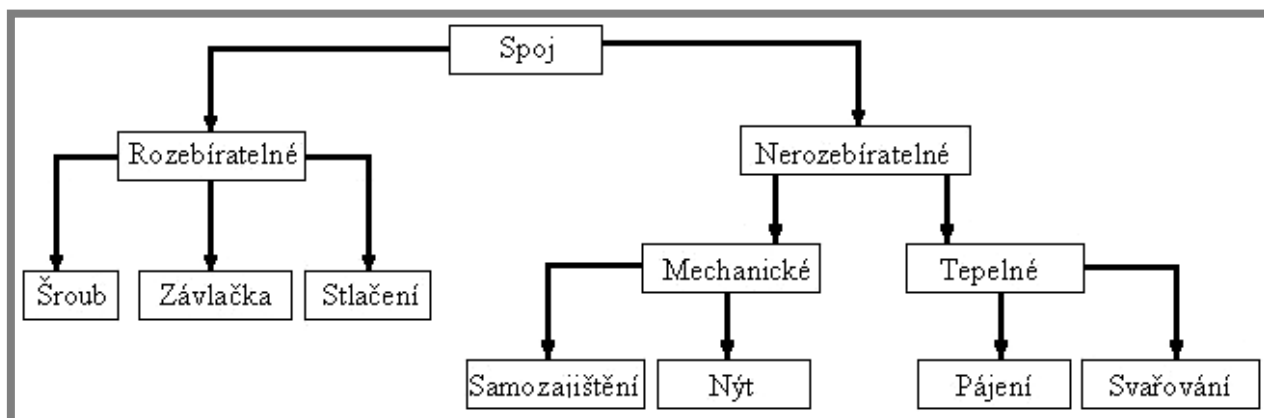 Spoj
Rozebíratelné
Nerozebíratelné
Šroub
Závlačka
Stlačení
Mechanické
Tepelné
Samozajištění
Nýt
Pájení
Svařování